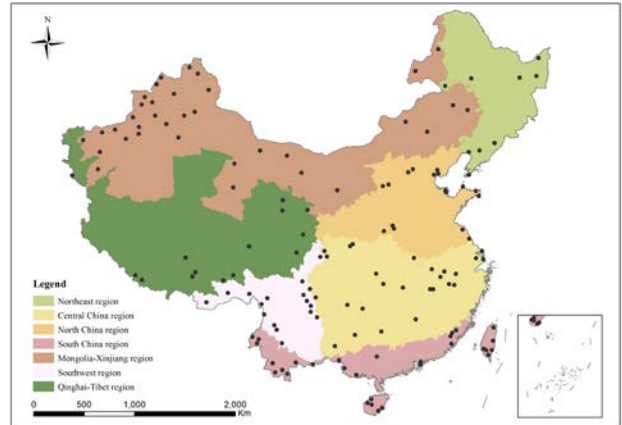 N
Legend
Northeast region
Central China region
North China region
South China region
Mongolia-Xinjiang region
Southwest region
Qinghai-Tibet region
0 500 1,000 2,000
Km